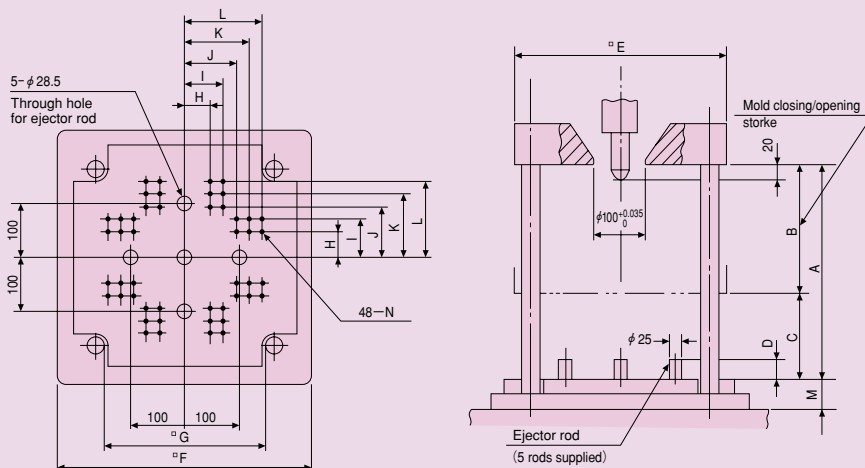 L
K
J
I
H
5-φ28.5
Through hole
for ejector rod
100
100
H
I
J
K
L
48-N
100 100
□G
□F
□E
Mold closing/opening
storke
20
φ100 +0.035 0
B
A
C
D
φ25
M
Ejector rod
(5 rods supplied)